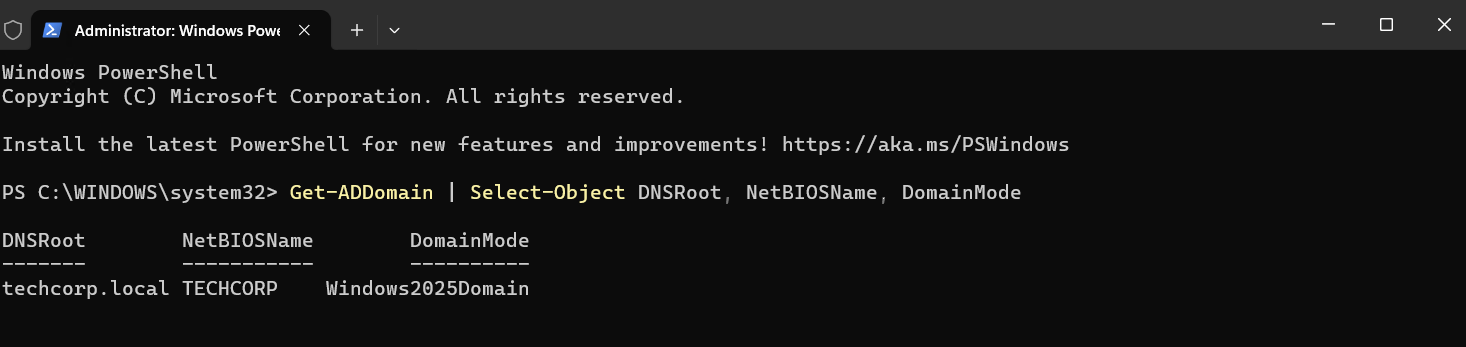 Administrator: Windows Powe
Windows PowerShell
Copyright (C) Microsoft Corporation. All rights reserved.
Install the latest PowerShell for new features and improvements! https://aka.ms/PSWindows
PS C:\WINDOWS\system32> Get-ADDomain | Select-Object DNSRoot, NetBIOSName, DomainMode
DNSRoot        NetBIOSName        DomainMode
-------        -----------        ----------
techcorp.local TECHCORP    Windows2025Domain